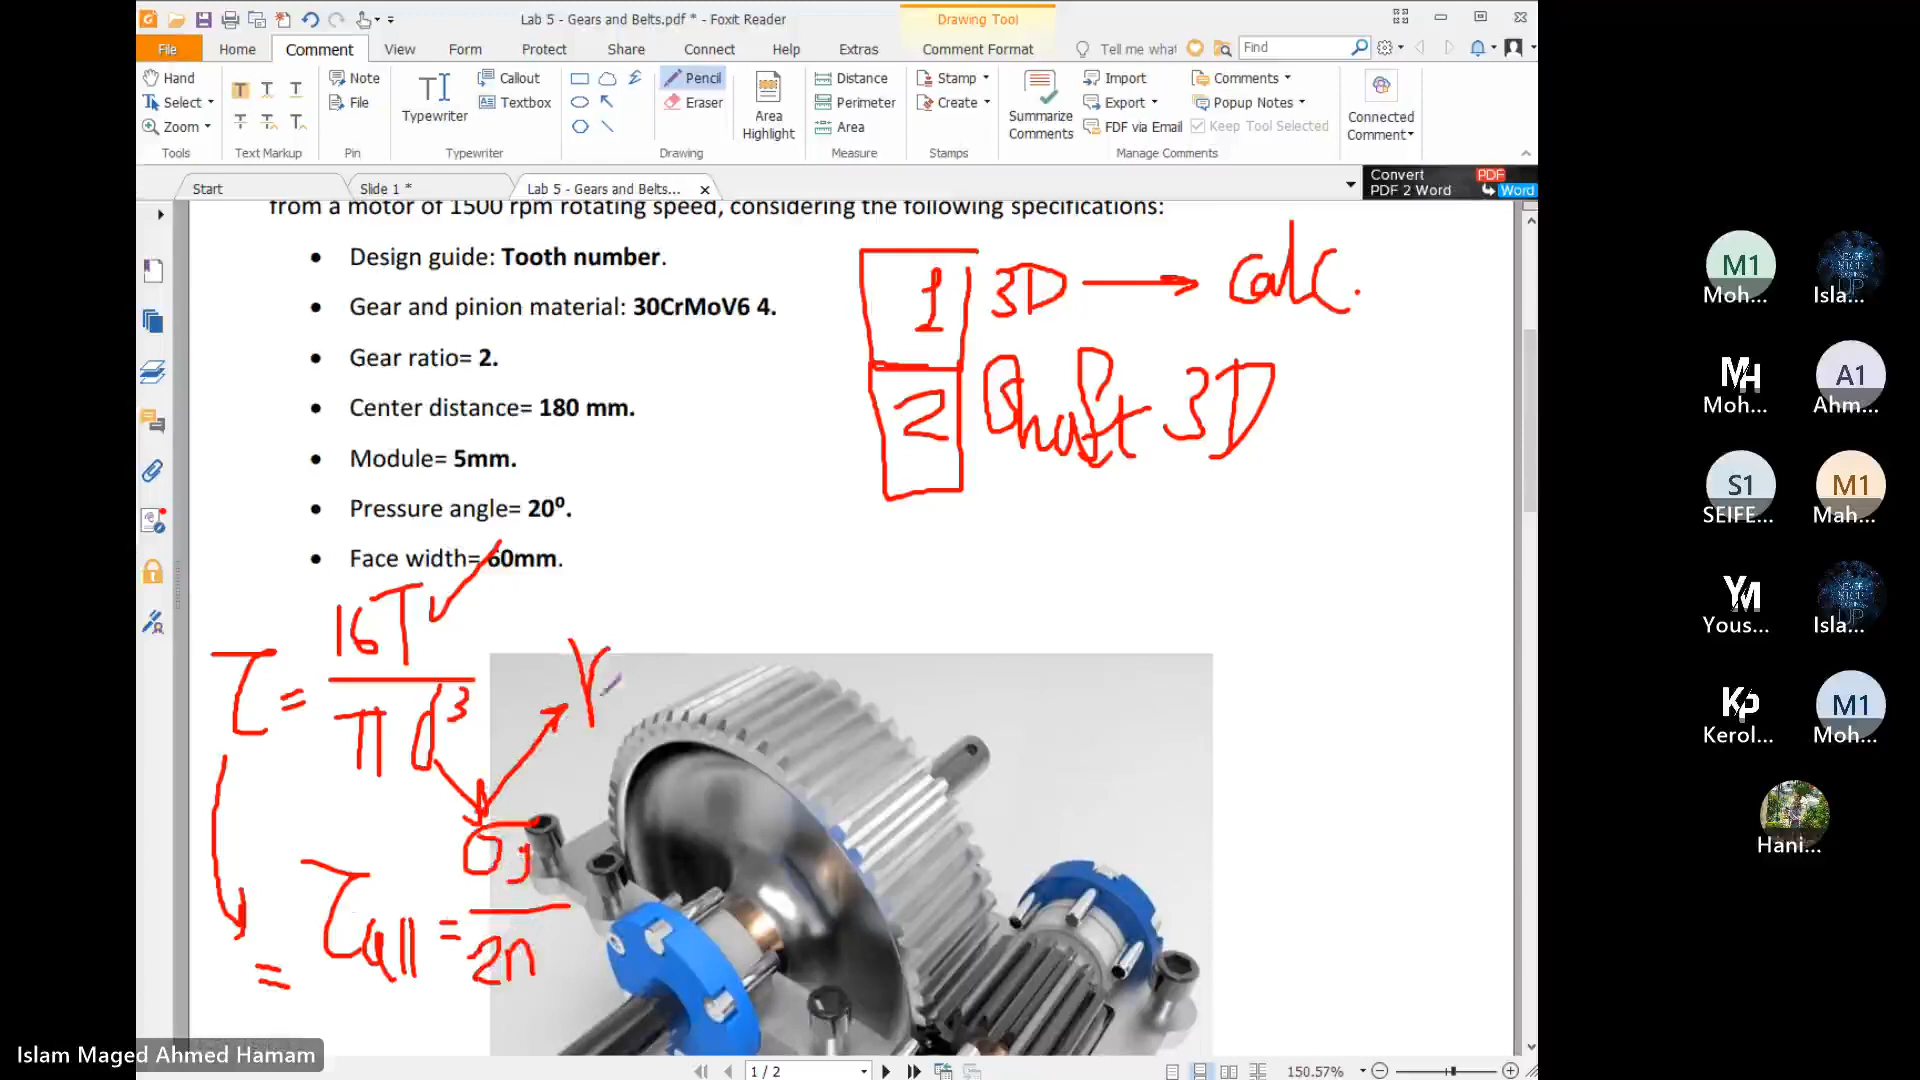 Lab 5 - Gears and Belts.pdf * - Foxit Reader
Drawing Tool
File Home Comment View Form Protect Share Connect Help Extras Comment Format Tell me what Find
Hand
Select
Zoom
Tools
Text Markup
Note
File
Pin
Typewriter
Callout
Textbox
Typewriter
Pencil
Eraser
Area Highlight
Drawing
Distance
Perimeter
Area
Measure
Stamp
Create
Stamps
Summarize Comments
Import
Export
FDF via Email
Comments
Popup Notes
Keep Tool Selected
Manage Comments
Connected Comment
Start
Slide 1 *
Lab 5 - Gears and Belts...
Convert PDF
PDF 2 Word Word
from a motor of 1500 rpm rotating speed, considering the following specifications:
• Design guide: Tooth number.
• Gear and pinion material: 30CrMoV6 4.
• Gear ratio= 2.
• Center distance= 180 mm.
• Module= 5mm.
• Pressure angle= 20⁰.
• Face width= 60mm.
1 3D → calc.
2 Shaft 3D
τ = 16T / π d³
τall = σy / 2n
=
M1 Moh...
Isla...
MH Moh...
A1 Ahm...
S1 SEIFE...
M1 Mah...
YM Yous...
Isla...
KP Kerol...
M1 Moh...
Hani...
Islam Maged Ahmed Hamam
1 / 2
150.57%